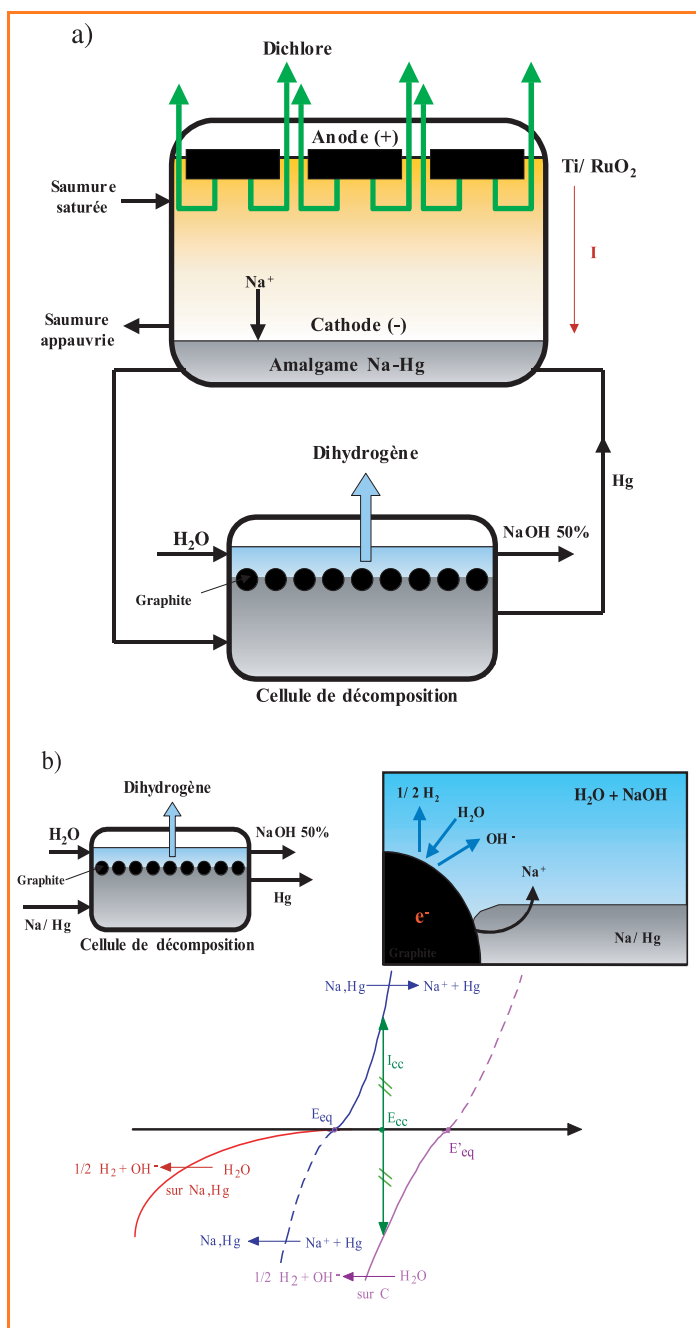 a)
Dichlore
Anode (+)
Ti/ RuO2
Saumure
saturée
I
Na+
Saumure
appauvrie
Cathode (-)
Amalgame Na-Hg
Dihydrogène
Hg
H2O
NaOH 50%
Graphite
Cellule de décomposition
b)
Dihydrogène
H2O
NaOH 50%
Graphite
Hg
Na/Hg
Cellule de décomposition
1/ 2 H2
H2O + NaOH
H2O
OH-
Na+
e-
Na/Hg
Graphite
Na,Hg
Na+ + Hg
Icc
Eeq
Ecc
E'eq
1/2 H2 + OH-
H2O
sur Na,Hg
Na,Hg
Na+ + Hg
1/2 H2 + OH-
H2O
sur C